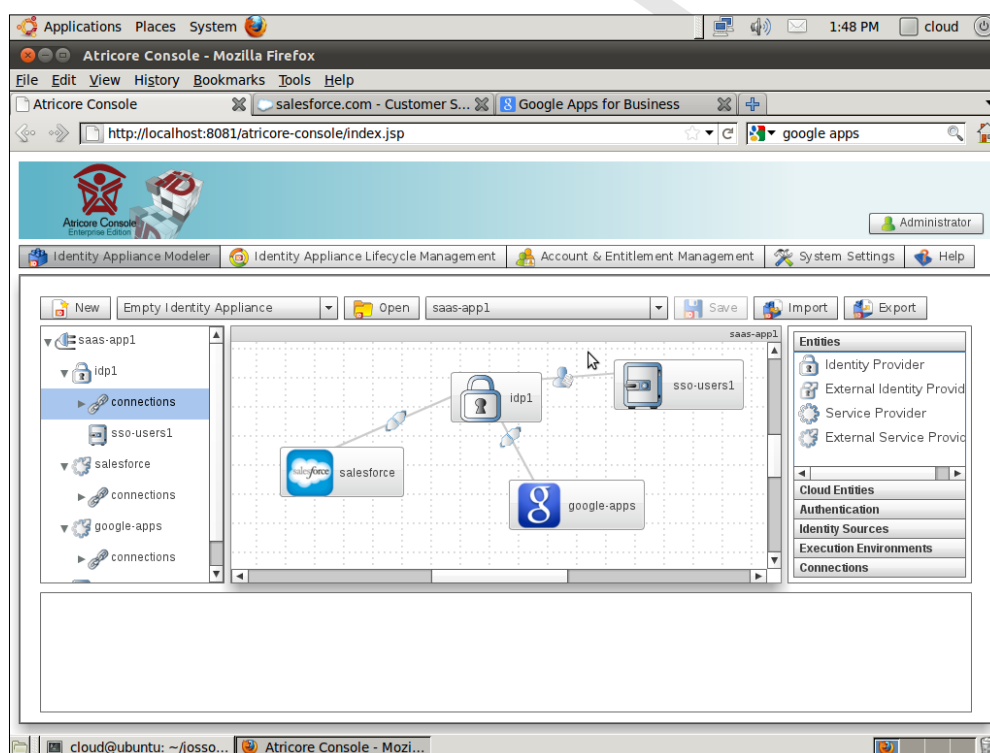 Applications Places System 1:48 PM cloud
Atricore Console - Mozilla Firefox
File Edit View History Bookmarks Tools Help
Atricore Console salesforce.com - Customer S... Google Apps for Business
http://localhost:8081/atricore-console/index.jsp google apps
Atricore Console
Enterprise Edition
Administrator
Identity Appliance Modeler Identity Appliance Lifecycle Management Account & Entitlement Management System Settings Help
New Empty Identity Appliance Open saas-app1 Save Import Export
saas-app1
idp1
connections
sso-users1
salesforce
connections
google-apps
connections
saas-app1
idp1
sso-users1
salesforce
salesforce
google-apps
Entities
Identity Provider
External Identity Provid
Service Provider
External Service Provic
Cloud Entities
Authentication
Identity Sources
Execution Environments
Connections
cloud@ubuntu: ~/josso... Atricore Console - Mozi...